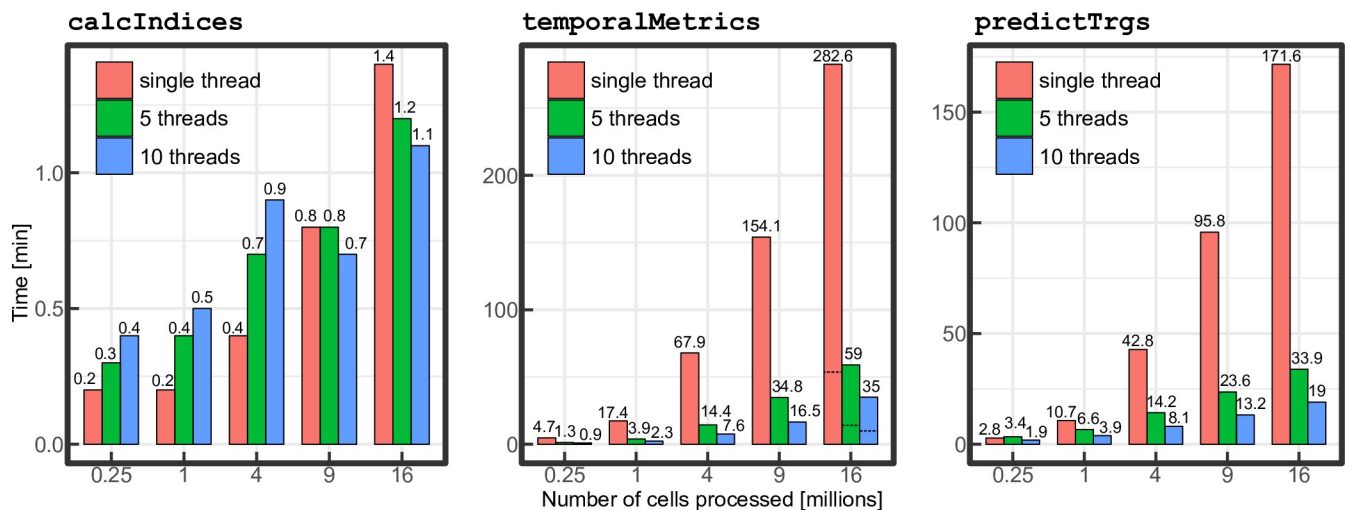 calcIndices
temporalMetrics
predictTrgs
Time [min]
0.0
0.5
1.0
single thread
5 threads
10 threads
0.2 0.3 0.4
0.2 0.4 0.5
0.4 0.7 0.9
0.8 0.8 0.7
1.4 1.2 1.1
0.25 1 4 9 16
0
100
200
single thread
5 threads
10 threads
4.7 1.3 0.9
17.4 3.9 2.3
67.9 14.4 7.6
154.1 34.8 16.5
282.6 59 35
0.25 1 4 9 16
Number of cells processed [millions]
0
50
100
150
single thread
5 threads
10 threads
2.8 3.4 1.9
10.7 6.6 3.9
42.8 14.2 8.1
95.8 23.6 13.2
171.6 33.9 19
0.25 1 4 9 16